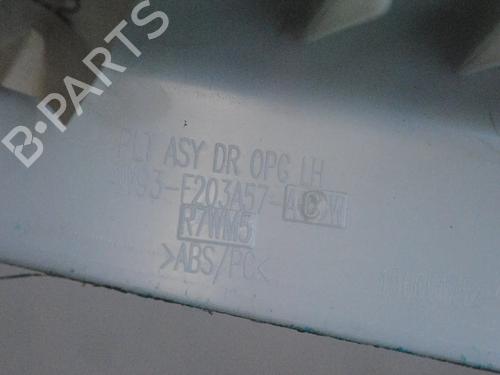 B-PARTS
PLT ASY DR OPG LH
F203A57-
R7WM5
>ABS/PC<